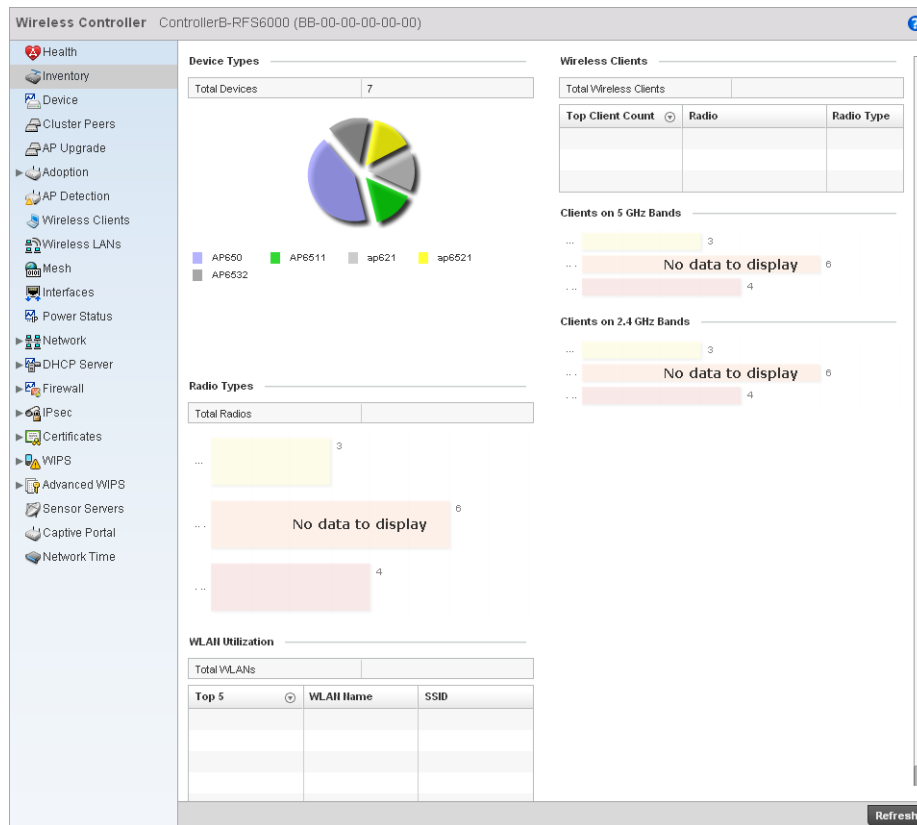 Wireless Controller ControllerB-RFS6000 (BB-00-00-00-00-00)
?
Health
Inventory
Device
Cluster Peers
AP Upgrade
Adoption
AP Detection
Wireless Clients
Wireless LANs
Mesh
Interfaces
Power Status
Network
DHCP Server
Firewall
IPsec
Certificates
WIPS
Advanced WIPS
Sensor Servers
Captive Portal
Network Time
Device Types
Total Devices 7
AP650 AP6511 ap621 ap6521
AP6532
Radio Types
Total Radios
... 3
... No data to display 6
... 4
WLAN Utilization
Total WLANs
Top 5 WLAN Name SSID
Wireless Clients
Total Wireless Clients
Top Client Count Radio Radio Type
Clients on 5 GHz Bands
... 3
... No data to display 6
... 4
Clients on 2.4 GHz Bands
... 3
... No data to display 6
... 4
Refresh